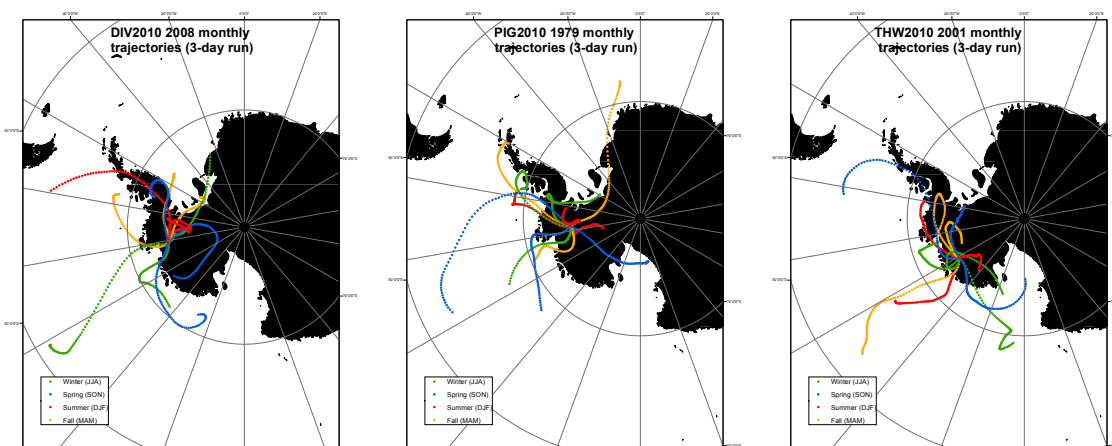 DIV2010 2008 monthly
trajectories (3-day run)
Winter (JJA)
Spring (SON)
Summer (DJF)
Fall (MAM)
PIG2010 1979 monthly
trajectories (3-day run)
Winter (JJA)
Spring (SON)
Summer (DJF)
Fall (MAM)
THW2010 2001 monthly
trajectories (3-day run)
Winter (JJA)
Spring (SON)
Summer (DJF)
Fall (MAM)